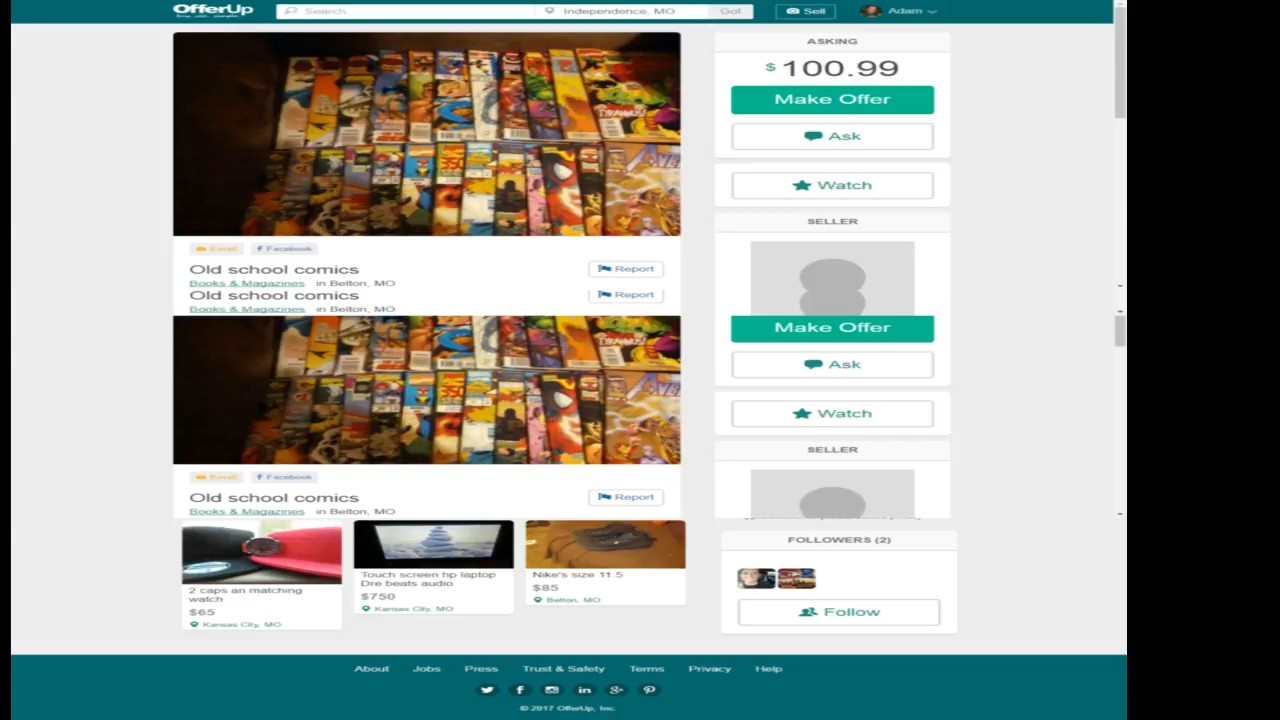 OfferUp
Search
Independence, MO
Go!
Sell
Adam
ASKING
$ 100.99
Make Offer
Ask
Watch
SELLER
Email
Facebook
Old school comics
Report
Books & Magazines in Belton, MO
Old school comics
Report
Books & Magazines in Belton, MO
Make Offer
Ask
Watch
SELLER
Email
Facebook
Old school comics
Report
Books & Magazines in Belton, MO
2 caps an matching
watch
$65
Kansas City, MO
Touch screen hp laptop
Dre beats audio
$750
Kansas City, MO
Nike's size 11.5
$85
Belton, MO
FOLLOWERS (2)
Follow
About Jobs Press Trust & Safety Terms Privacy Help
© 2017 OfferUp, Inc.